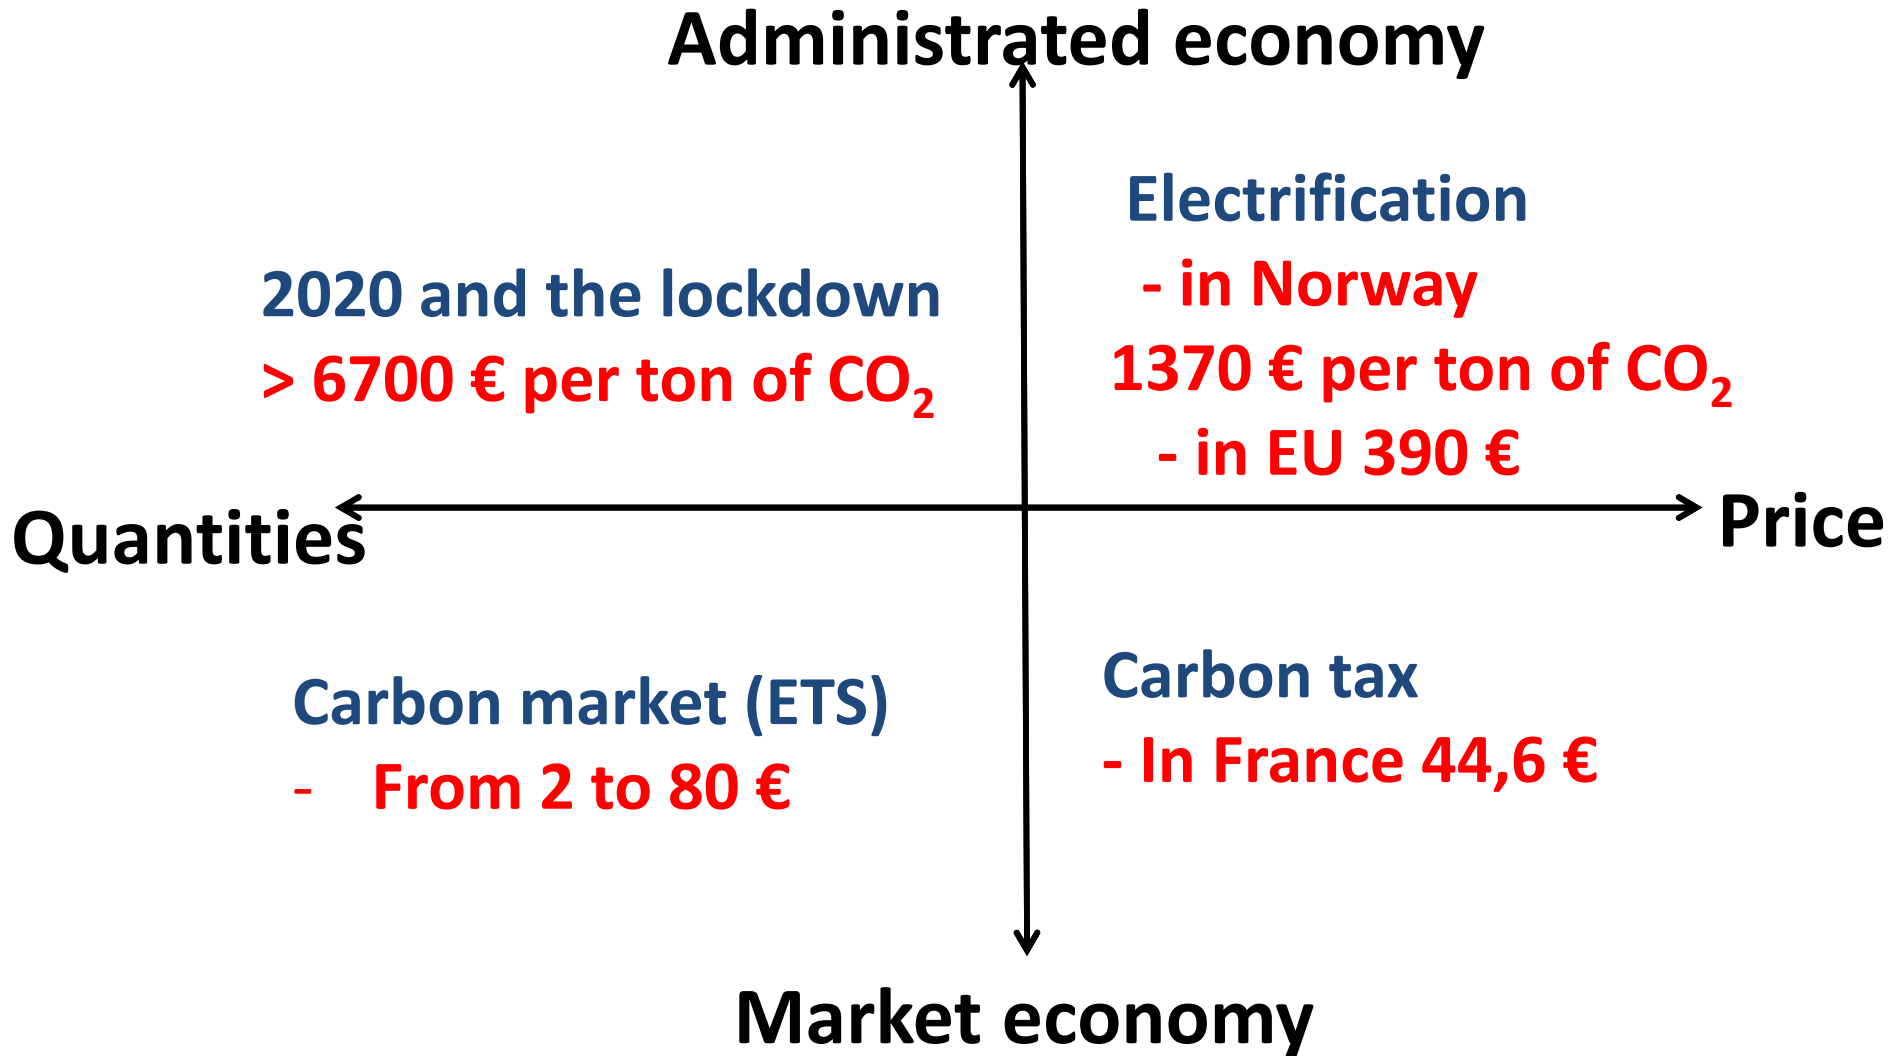 Administrated economy
Electrification
- in Norway
1370 € per ton of CO₂
- in EU 390 €
2020 and the lockdown
> 6700 € per ton of CO₂
Quantities
Price
Carbon market (ETS)
- From 2 to 80 €
Carbon tax
- In France 44,6 €
Market economy